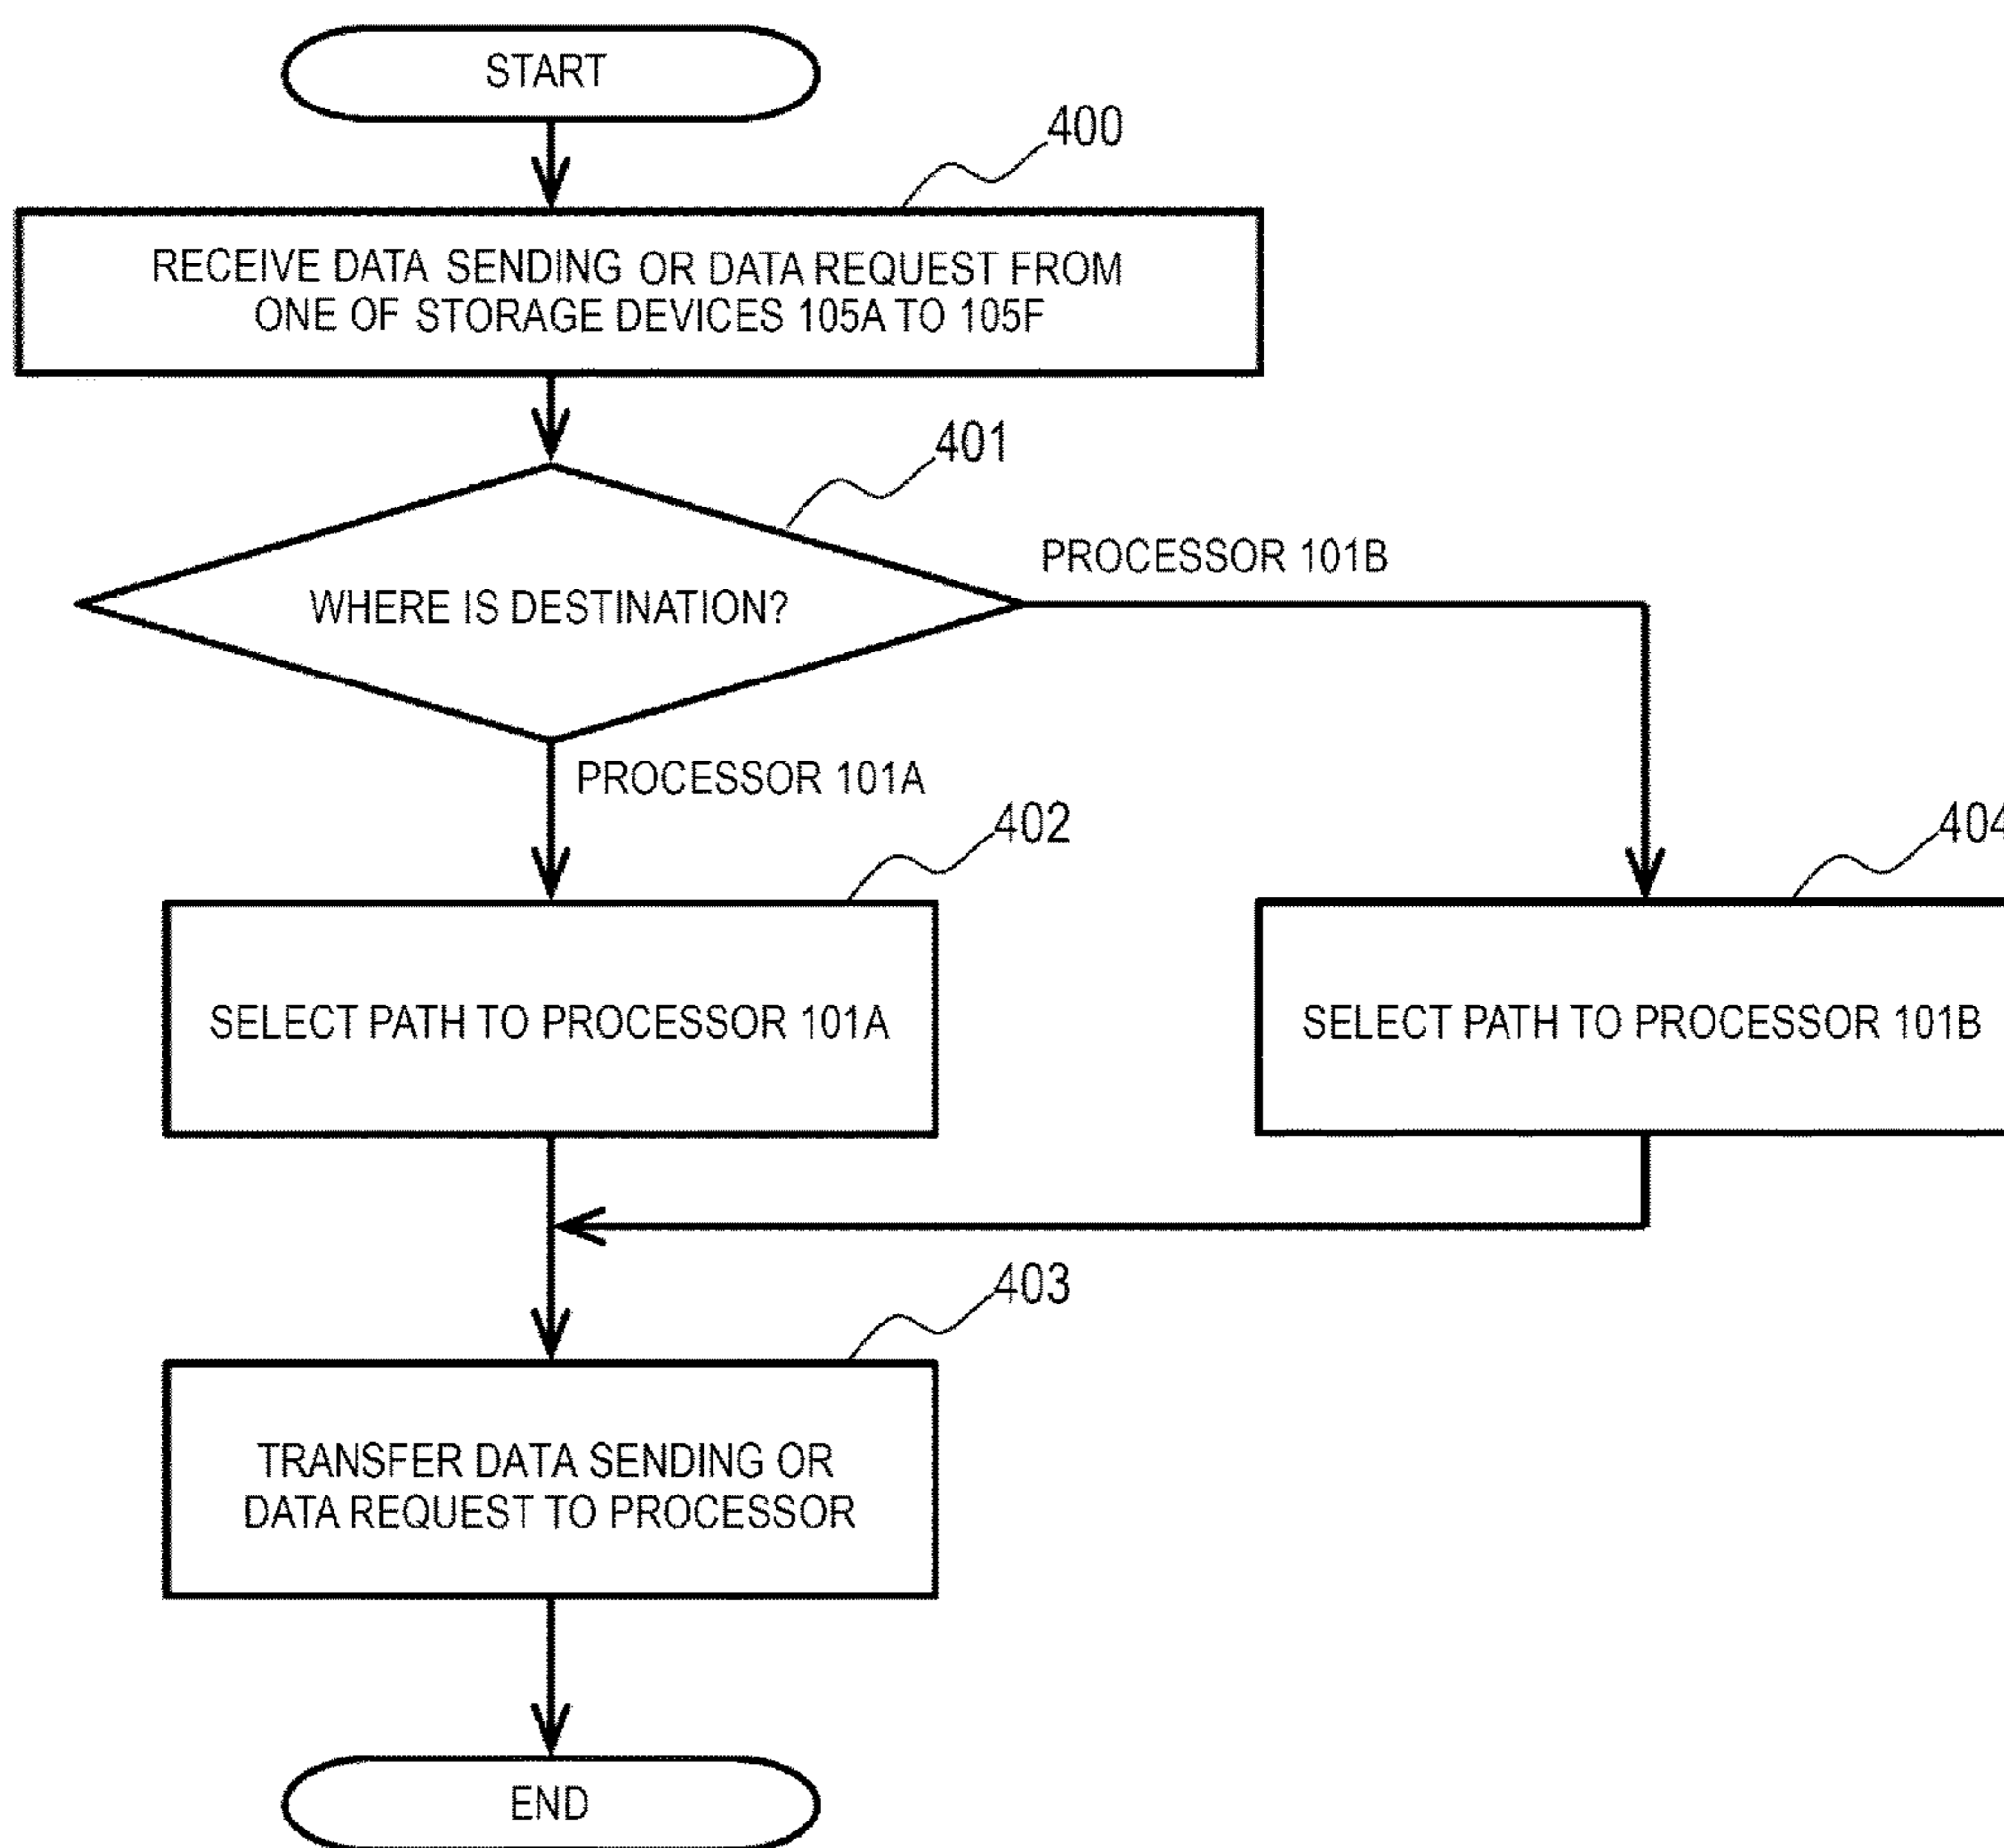 START
400
RECEIVE DATA SENDING OR DATA REQUEST FROM
ONE OF STORAGE DEVICES 105A TO 105F
401
PROCESSOR 101B
WHERE IS DESTINATION?
PROCESSOR 101A
402
404
SELECT PATH TO PROCESSOR 101A
SELECT PATH TO PROCESSOR 101B
403
TRANSFER DATA SENDING OR
DATA REQUEST TO PROCESSOR
END